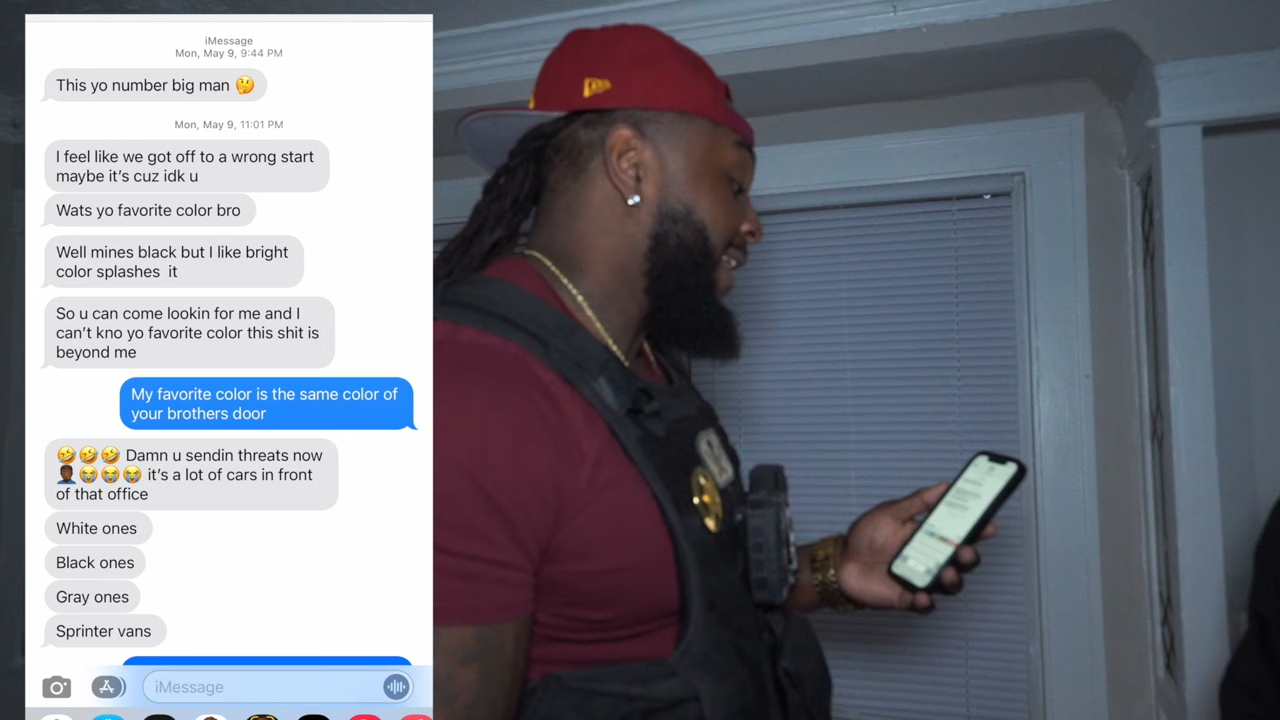 iMessage
Mon, May 9, 9:44 PM
This yo number big man 🤔
Mon, May 9, 11:01 PM
I feel like we got off to a wrong start
maybe it's cuz idk u
Wats yo favorite color bro
Well mines black but I like bright
color splashes  it
So u can come lookin for me and I
can't kno yo favorite color this shit is
beyond me
My favorite color is the same color of
your brothers door
🤣🤣🤣 Damn u sendin threats now
🤦🏾‍♂️😭😭😭 it's a lot of cars in front
of that office
White ones
Black ones
Gray ones
Sprinter vans
iMessage